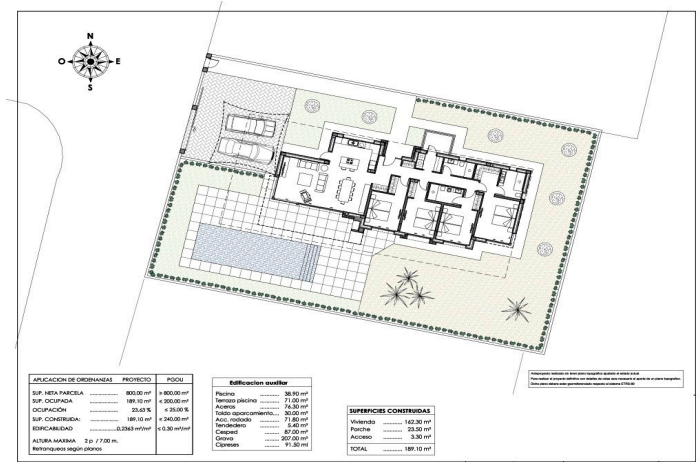 N
O
E
S
APLICACION DE ORDENANZAS PROYECTO PGOU
SUP. NETA PARCELA .......... 800,00 m² ≥ 800,00 m²
SUP. OCUPADA .......... 189,10 m² ≤ 200,00 m²
OCUPACIÓN .......... 23.63 % ≤ 25.00 %
SUP. CONSTRUIDA: .......... 189,10 m² ≤ 240,00 m²
EDIFICABILIDAD ..........0,2363 m²/m² ≤ 0,30 m²/m²
ALTURA MAXIMA 2 p / 7.00 m.
Retranqueos según planos
Edificacion auxiliar
Piscina .......... 38.90 m²
Terraza piscina .......... 71.00 m²
Aceras .......... 76.30 m²
Toldo aparcamiento.... 30.00 m²
Acc. rodado .......... 71.80 m²
Tendedero .......... 5.40 m²
Cesped .......... 87.00 m²
Grava .......... 207.00 m²
Cipreses .......... 91.50 ml
SUPERFICIES CONSTRUIDAS
Vivienda .......... 162.30 m²
Porche .......... 23.50 m²
Acceso .......... 3.30 m²
TOTAL .......... 189.10 m²